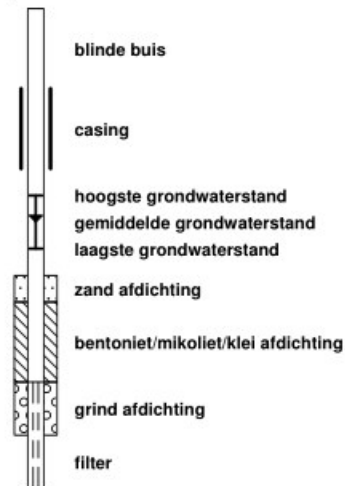 blinde buis
casing
hoogste grondwaterstand
gemiddelde grondwaterstand
laagste grondwaterstand
zand afdichting
bentoniet/mikoliet/klei afdichting
grind afdichting
filter